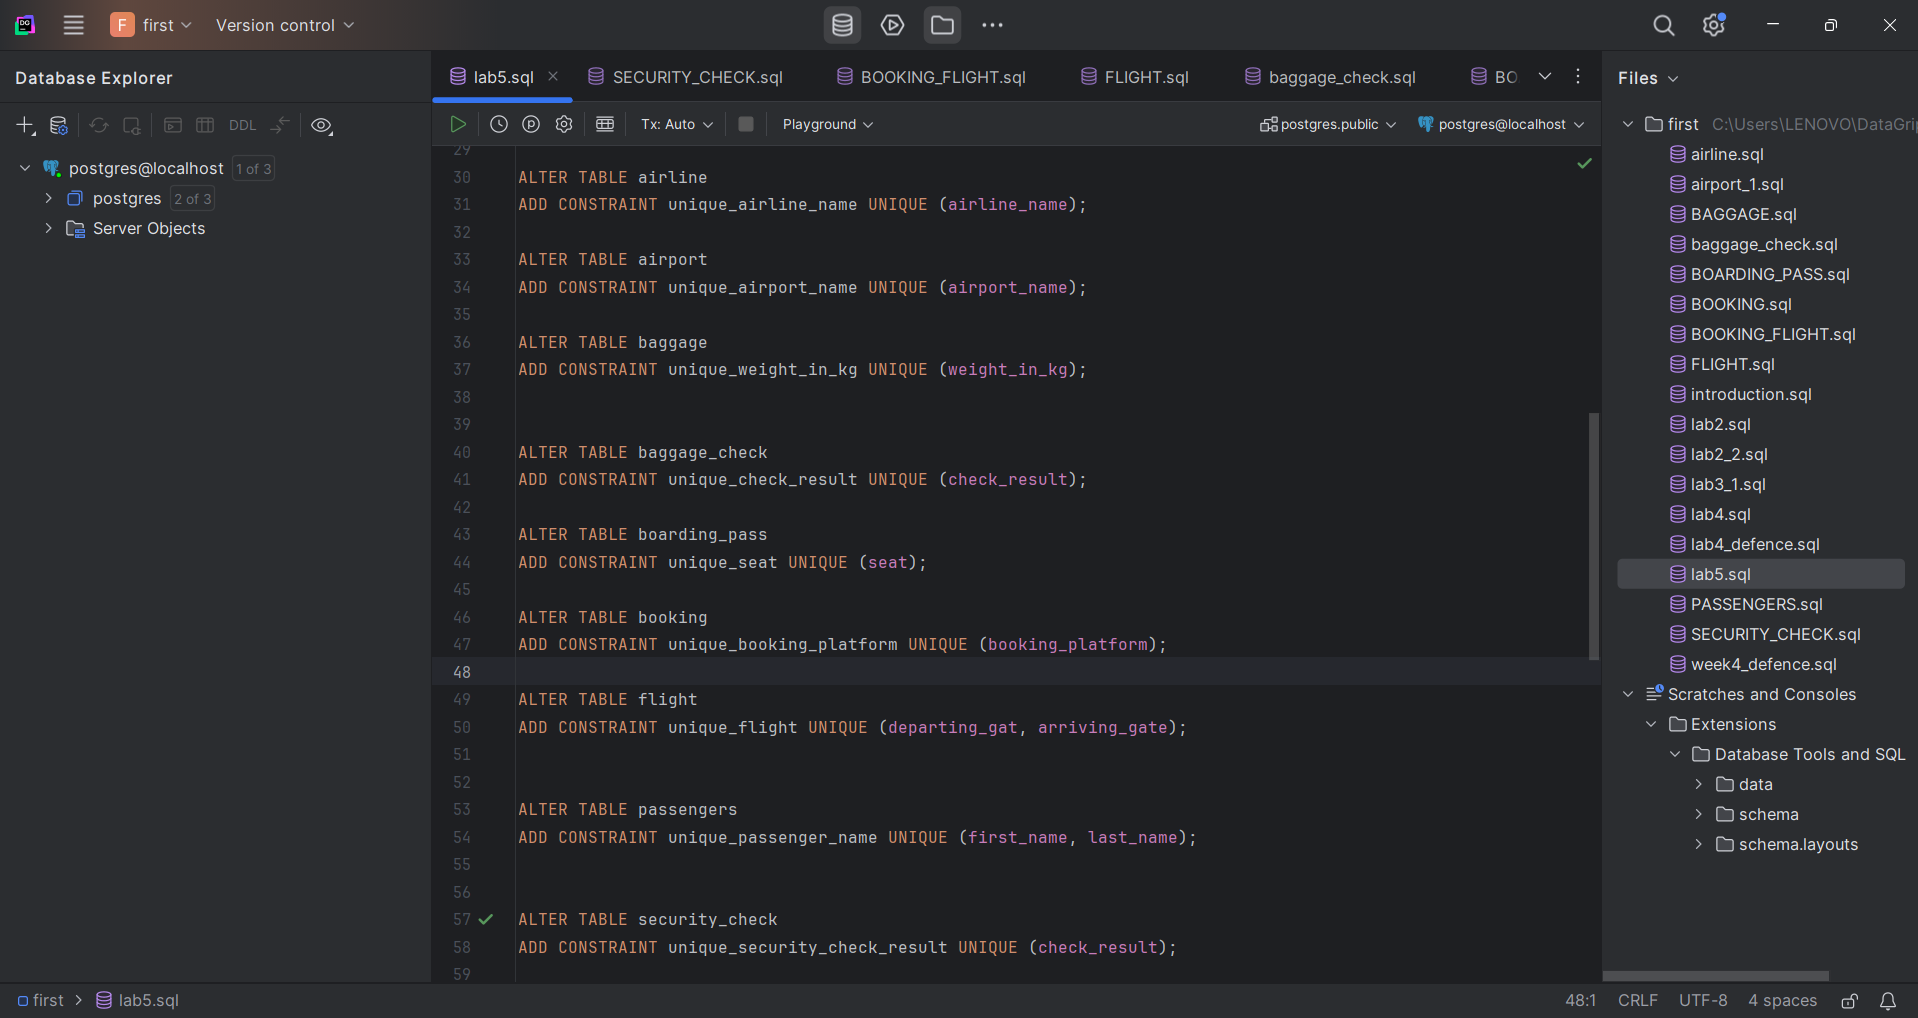 F first Version control
Database Explorer
DDL
postgres@localhost 1 of 3
postgres 2 of 3
Server Objects
lab5.sql SECURITY_CHECK.sql BOOKING_FLIGHT.sql FLIGHT.sql baggage_check.sql BO
Tx: Auto Playground postgres.public postgres@localhost
29
30 ALTER TABLE airline
31 ADD CONSTRAINT unique_airline_name UNIQUE (airline_name);
32
33 ALTER TABLE airport
34 ADD CONSTRAINT unique_airport_name UNIQUE (airport_name);
35
36 ALTER TABLE baggage
37 ADD CONSTRAINT unique_weight_in_kg UNIQUE (weight_in_kg);
38
39
40 ALTER TABLE baggage_check
41 ADD CONSTRAINT unique_check_result UNIQUE (check_result);
42
43 ALTER TABLE boarding_pass
44 ADD CONSTRAINT unique_seat UNIQUE (seat);
45
46 ALTER TABLE booking
47 ADD CONSTRAINT unique_booking_platform UNIQUE (booking_platform);
48
49 ALTER TABLE flight
50 ADD CONSTRAINT unique_flight UNIQUE (departing_gat, arriving_gate);
51
52
53 ALTER TABLE passengers
54 ADD CONSTRAINT unique_passenger_name UNIQUE (first_name, last_name);
55
56
57 ALTER TABLE security_check
58 ADD CONSTRAINT unique_security_check_result UNIQUE (check_result);
59
Files
first C:\Users\LENOVO\DataGri
airline.sql
airport_1.sql
BAGGAGE.sql
baggage_check.sql
BOARDING_PASS.sql
BOOKING.sql
BOOKING_FLIGHT.sql
FLIGHT.sql
introduction.sql
lab2.sql
lab2_2.sql
lab3_1.sql
lab4.sql
lab4_defence.sql
lab5.sql
PASSENGERS.sql
SECURITY_CHECK.sql
week4_defence.sql
Scratches and Consoles
Extensions
Database Tools and SQL
data
schema
schema.layouts
first lab5.sql
48:1 CRLF UTF-8 4 spaces